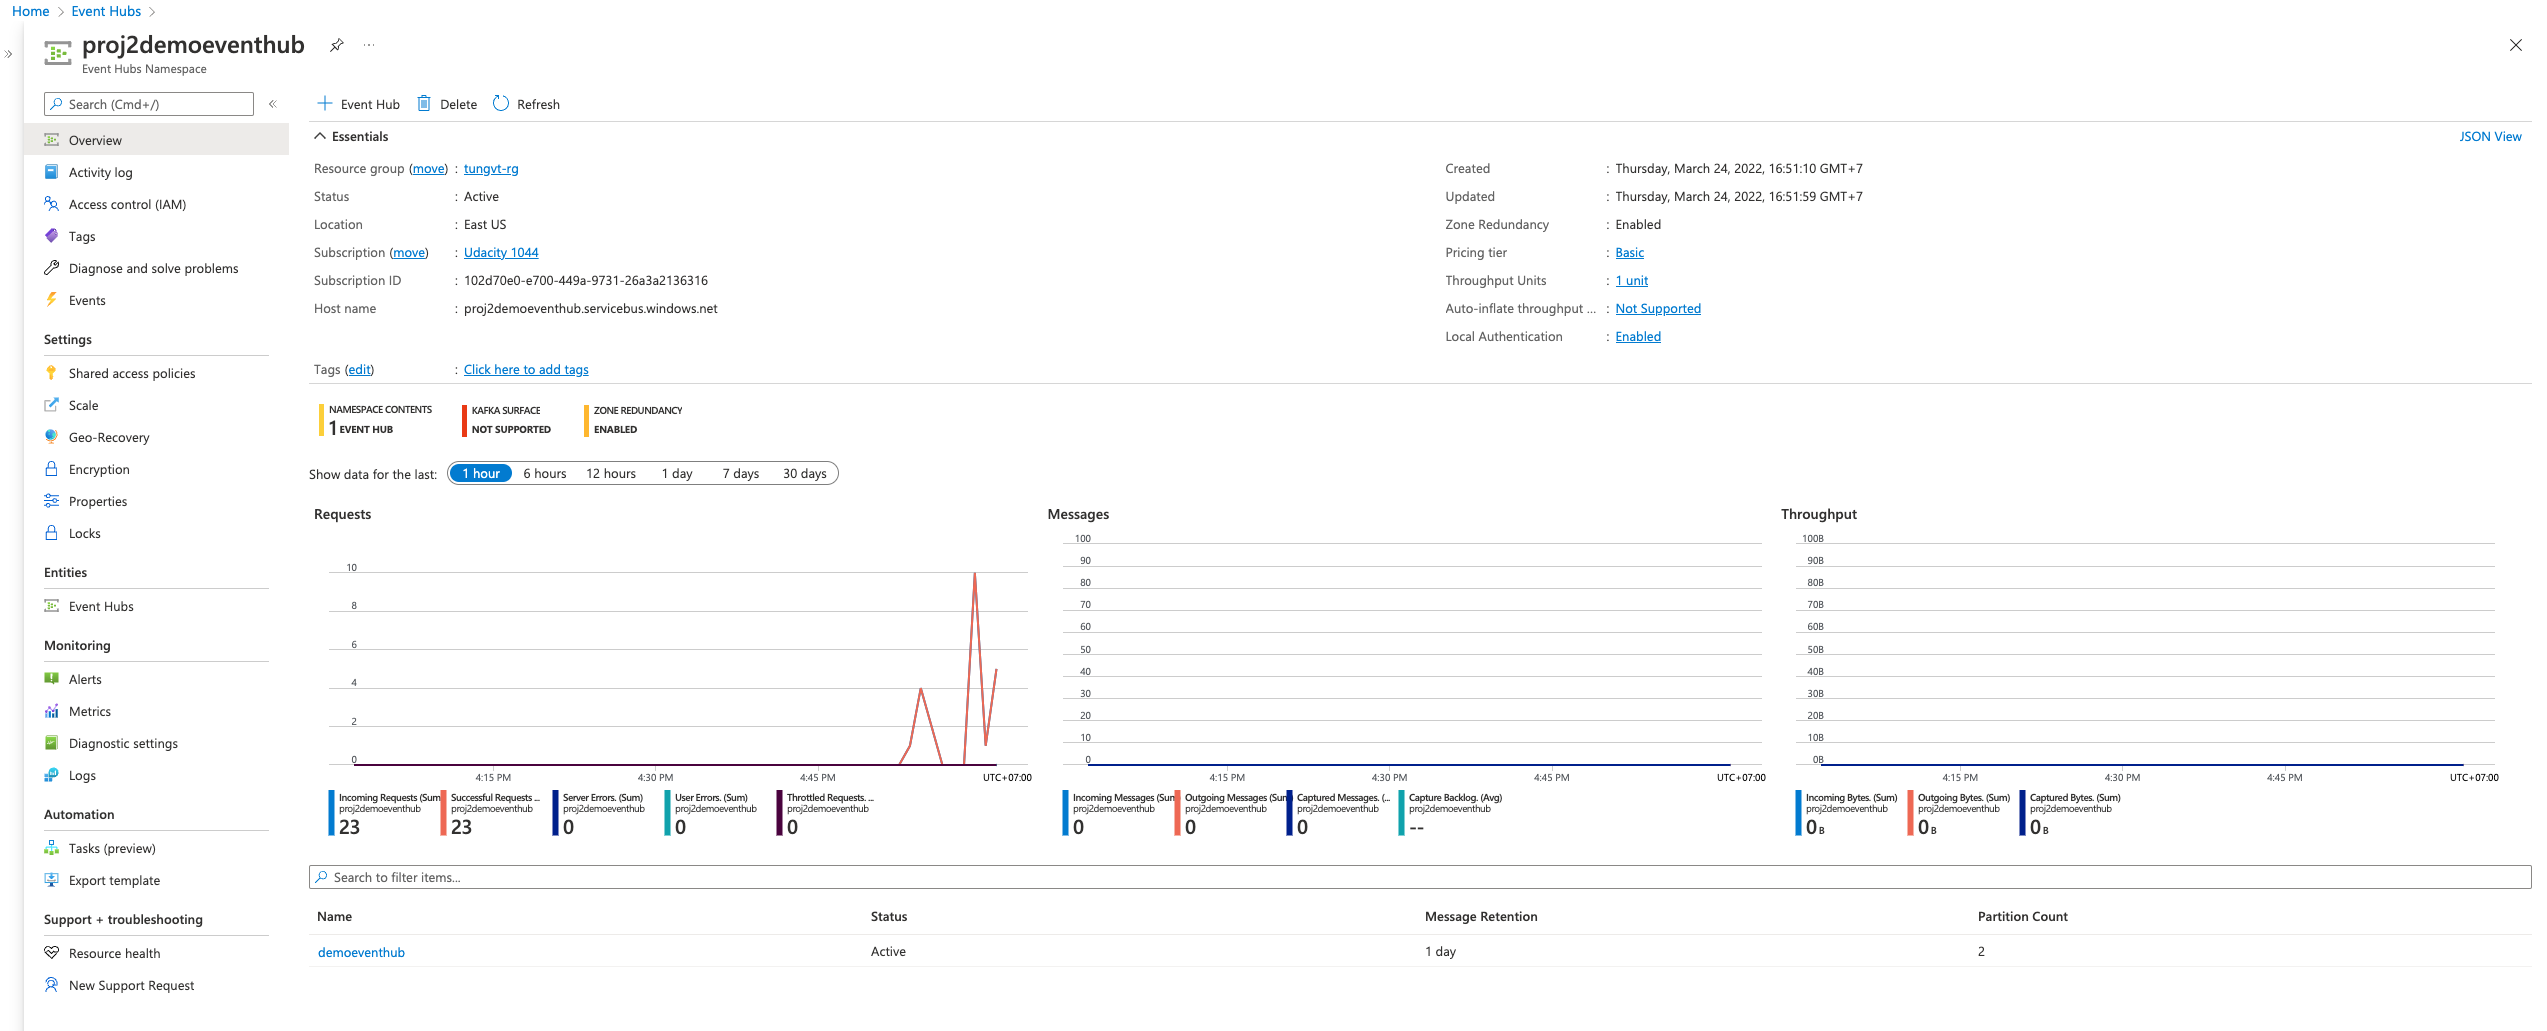 Home > Event Hubs >
proj2demoeventhub ...
Event Hubs Namespace
Search (Cmd+/)
Overview
Activity log
Access control (IAM)
Tags
Diagnose and solve problems
Events
Settings
Shared access policies
Scale
Geo-Recovery
Encryption
Properties
Locks
Entities
Event Hubs
Monitoring
Alerts
Metrics
Diagnostic settings
Logs
Automation
Tasks (preview)
Export template
Support + troubleshooting
Resource health
New Support Request
Event Hub Delete Refresh
Essentials JSON View
Resource group (move) : tungvt-rg
Status : Active
Location : East US
Subscription (move) : Udacity 1044
Subscription ID : 102d70e0-e700-449a-9731-26a3a2136316
Host name : proj2demoeventhub.servicebus.windows.net
Created : Thursday, March 24, 2022, 16:51:10 GMT+7
Updated : Thursday, March 24, 2022, 16:51:59 GMT+7
Zone Redundancy : Enabled
Pricing tier : Basic
Throughput Units : 1 unit
Auto-inflate throughput ... : Not Supported
Local Authentication : Enabled
Tags (edit) : Click here to add tags
NAMESPACE CONTENTS
1 EVENT HUB
KAFKA SURFACE
NOT SUPPORTED
ZONE REDUNDANCY
ENABLED
Show data for the last: 1 hour 6 hours 12 hours 1 day 7 days 30 days
Requests
10
8
6
4
2
0
4:15 PM 4:30 PM 4:45 PM UTC+07:00
Incoming Requests (Sum
proj2demoeventhub
23
Successful Requests ...
proj2demoeventhub
23
Server Errors. (Sum)
proj2demoeventhub
0
User Errors. (Sum)
proj2demoeventhub
0
Throttled Requests. ...
proj2demoeventhub
0
Messages
100
90
80
70
60
50
40
30
20
10
0
4:15 PM 4:30 PM 4:45 PM UTC+07:00
Incoming Messages (Sum
proj2demoeventhub
0
Outgoing Messages (Sum
proj2demoeventhub
0
Captured Messages. (...
proj2demoeventhub
0
Capture Backlog. (Avg)
proj2demoeventhub
--
Throughput
100B
90B
80B
70B
60B
50B
40B
30B
20B
10B
0B
4:15 PM 4:30 PM 4:45 PM UTC+07:00
Incoming Bytes. (Sum)
proj2demoeventhub
0 B
Outgoing Bytes. (Sum)
proj2demoeventhub
0 B
Captured Bytes. (Sum)
proj2demoeventhub
0 B
Search to filter items...
Name Status Message Retention Partition Count
demoeventhub Active 1 day 2